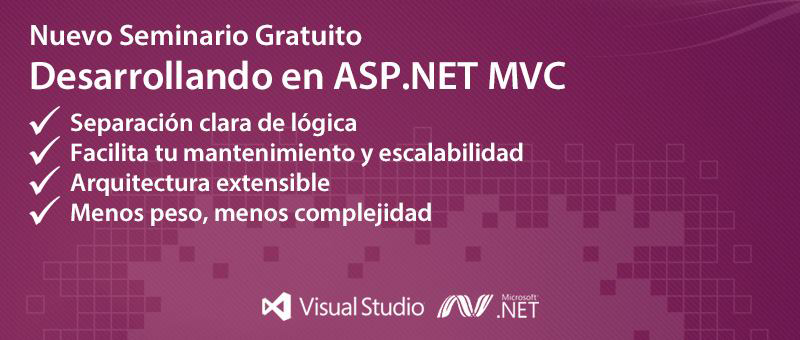 Nuevo Seminario Gratuito
Desarrollando en ASP.NET MVC
Separación clara de lógica
Facilita tu mantenimiento y escalabilidad
Arquitectura extensible
Menos peso, menos complejidad
Visual Studio
Microsoft
.NET